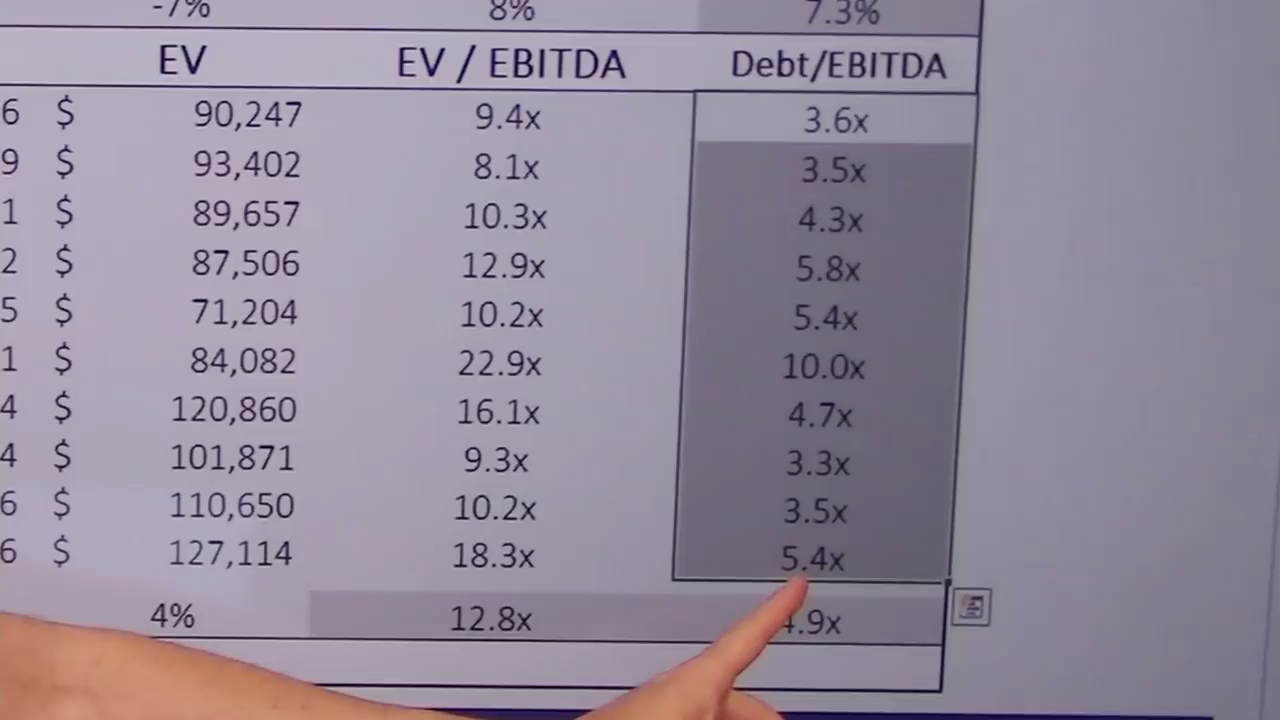 -7% 8% 7.3%
EV EV / EBITDA Debt/EBITDA
6 $ 90,247 9.4x 3.6x
9 $ 93,402 8.1x 3.5x
1 $ 89,657 10.3x 4.3x
2 $ 87,506 12.9x 5.8x
5 $ 71,204 10.2x 5.4x
1 $ 84,082 22.9x 10.0x
4 $ 120,860 16.1x 4.7x
4 $ 101,871 9.3x 3.3x
6 $ 110,650 10.2x 3.5x
6 $ 127,114 18.3x 5.4x
4% 12.8x 4.9x